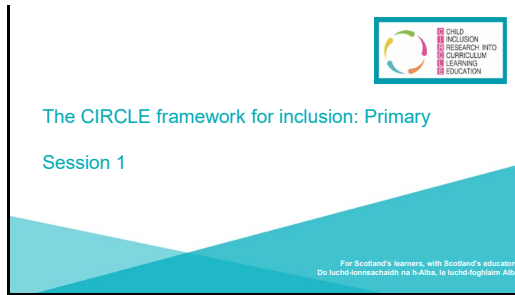 CHILD
INCLUSION
RESEARCH INTO
CURRICULUM
LEARNING
EDUCATION
The CIRCLE framework for inclusion: Primary
Session 1
For Scotland's learners, with Scotland's educator
Do luchd-ionnsachaidh na h-Alba, le luchd-foghlaim Alb